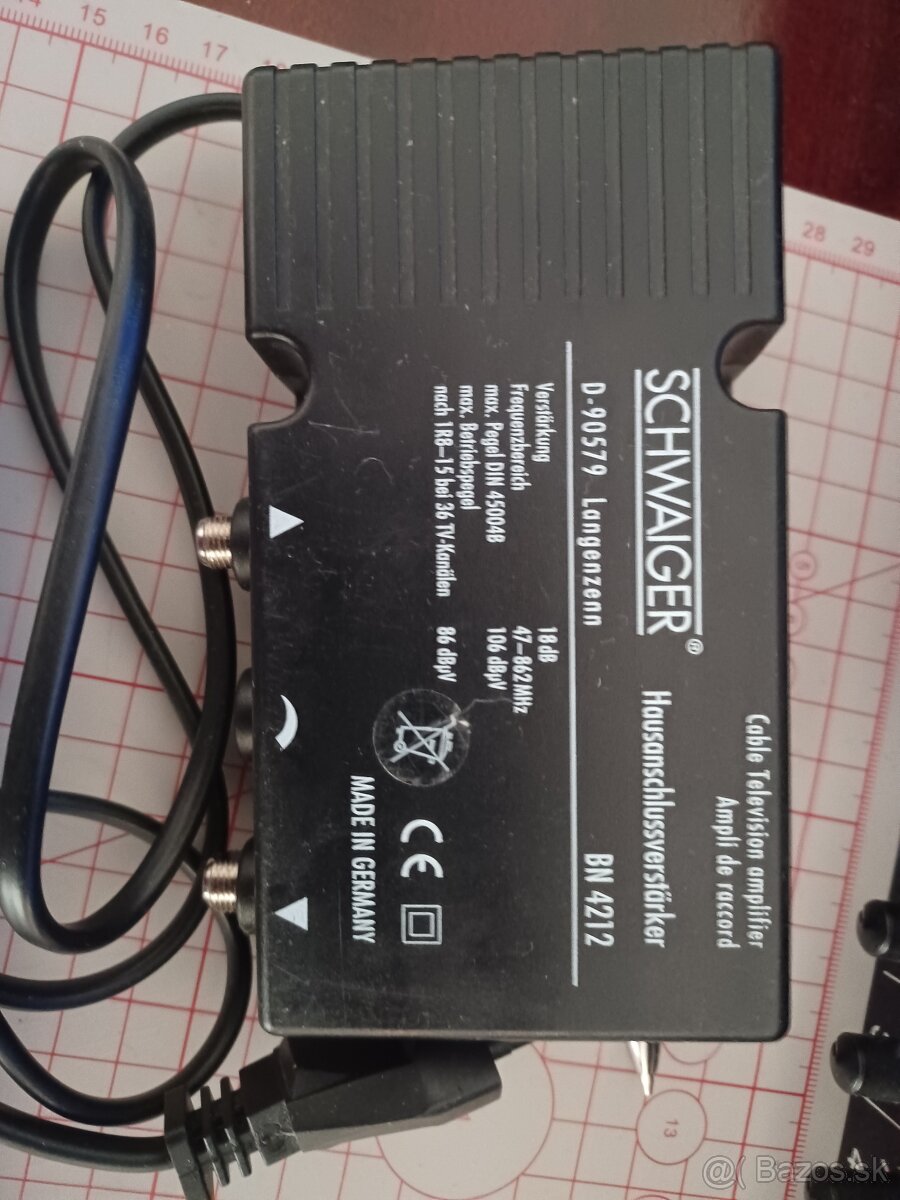 Cable Television amplifier
Ampli de raccord
SCHWAIGER® Hausanschlussverstärker
D-90579 Langenzenn BN 4212
Verstärkung 18 dB
Frequenzbereich 47–862 MHz
max. Pegel DIN 45004B 106 dBµV
max. Betriebspegel
nach 1R8–15 bei 36 TV-Kanälen 86 dBµV
CE
MADE IN GERMANY
15
16
17
28
29
13
@( Bazos.sk